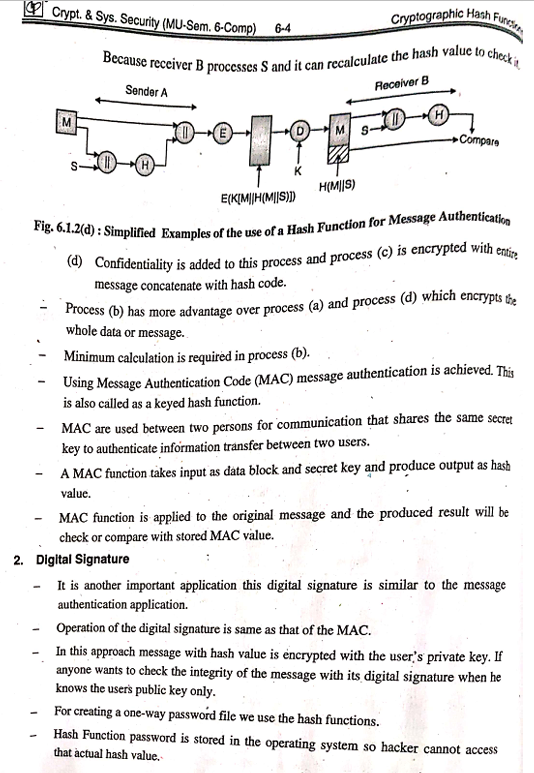 Crypt. & Sys. Security (MU-Sem. 6-Comp) 6-4 Cryptographic Hash Function
Because receiver B processes S and it can recalculate the hash value to check it.
Sender A
Receiver B
M
||
E
D
M
S
||
H
Compare
S
||
H
K
E(K[M||H(M||S)])
H(M||S)
Fig. 6.1.2(d) : Simplified Examples of the use of a Hash Function for Message Authentication
(d) Confidentiality is added to this process and process (c) is encrypted with entire
message concatenate with hash code.
– Process (b) has more advantage over process (a) and process (d) which encrypts the
whole data or message.
– Minimum calculation is required in process (b).
– Using Message Authentication Code (MAC) message authentication is achieved. This
is also called as a keyed hash function.
– MAC are used between two persons for communication that shares the same secret
key to authenticate information transfer between two users.
– A MAC function takes input as data block and secret key and produce output as hash
value.
– MAC function is applied to the original message and the produced result will be
check or compare with stored MAC value.
2. Digital Signature
– It is another important application this digital signature is similar to the message
authentication application.
– Operation of the digital signature is same as that of the MAC.
– In this approach message with hash value is encrypted with the user's private key. If
anyone wants to check the integrity of the message with its digital signature when he
knows the users public key only.
– For creating a one-way password file we use the hash functions.
– Hash Function password is stored in the operating system so hacker cannot access
that actual hash value.